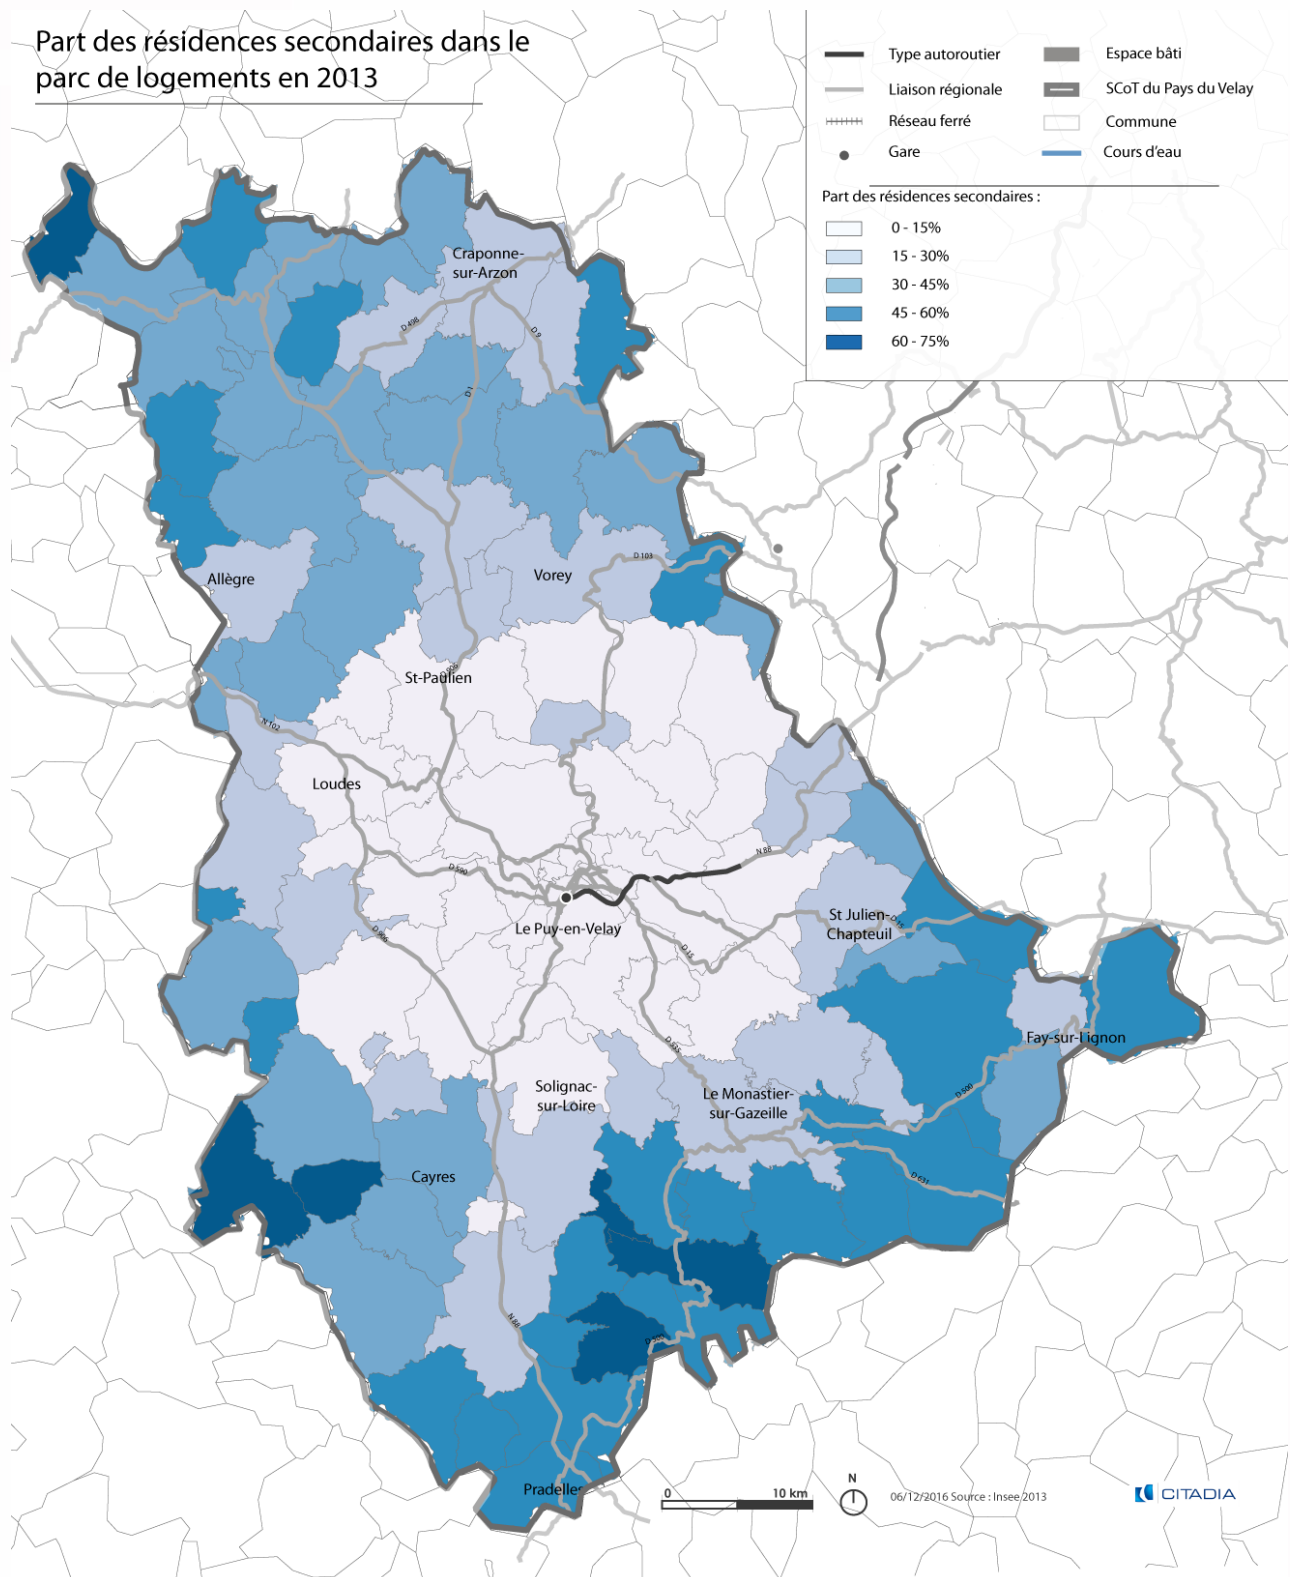 Part des résidences secondaires dans le
parc de logements en 2013
Type autoroutier
Espace bâti
Liaison régionale
SCoT du Pays du Velay
Réseau ferré
Commune
Gare
Cours d'eau
Part des résidences secondaires :
0 - 15%
15 - 30%
30 - 45%
45 - 60%
60 - 75%
Craponne-
sur-Arzon
D 498
D 9
D 1
D 103
Allègre
Vorey
St-Paulien
N 102
Loudes
N 88
D 590
Le Puy-en-Velay
D 906
D 15
St Julien-
Chapteuil
D 15
Fay-sur-Lignon
D 535
D 500
Solignac-
sur-Loire
Le Monastier-
sur-Gazeille
Cayres
D 631
N 88
Pradelles
0 10 km
N
06/12/2016 Source : Insee 2013
CITADIA